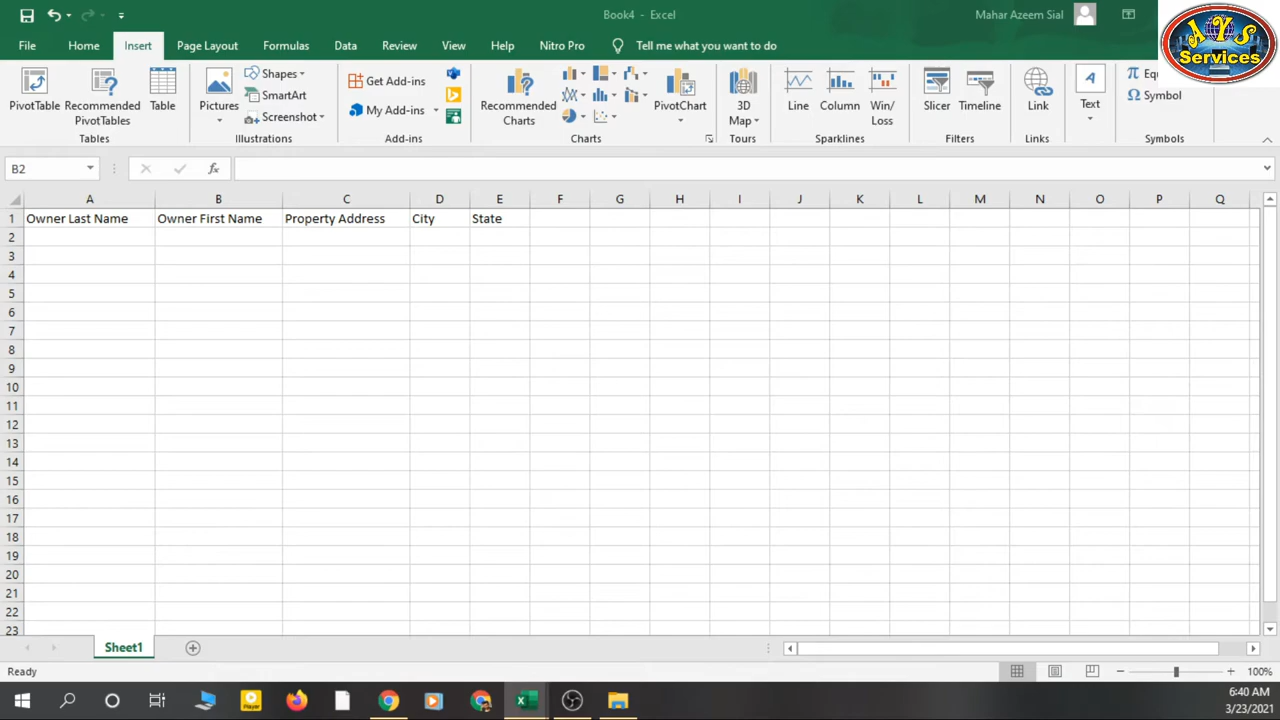 Book4 - Excel
Mahar Azeem Sial
AYS
Services
File Home Insert Page Layout Formulas Data Review View Help Nitro Pro Tell me what you want to do
PivotTable
Recommended
PivotTables
Table
Tables
Pictures
Shapes
SmartArt
Screenshot
Illustrations
Get Add-ins
My Add-ins
Add-ins
Recommended
Charts
PivotChart
Charts
3D
Map
Tours
Line
Column
Win/
Loss
Sparklines
Slicer
Timeline
Filters
Link
Links
A
Text
π Equ
Ω Symbol
Symbols
B2
fx
A B C D E F G H I J K L M N O P Q
1 Owner Last Name Owner First Name Property Address City State
2
3
4
5
6
7
8
9
10
11
12
13
14
15
16
17
18
19
20
21
22
23
Sheet1
Ready
100%
Player
6:40 AM
3/23/2021